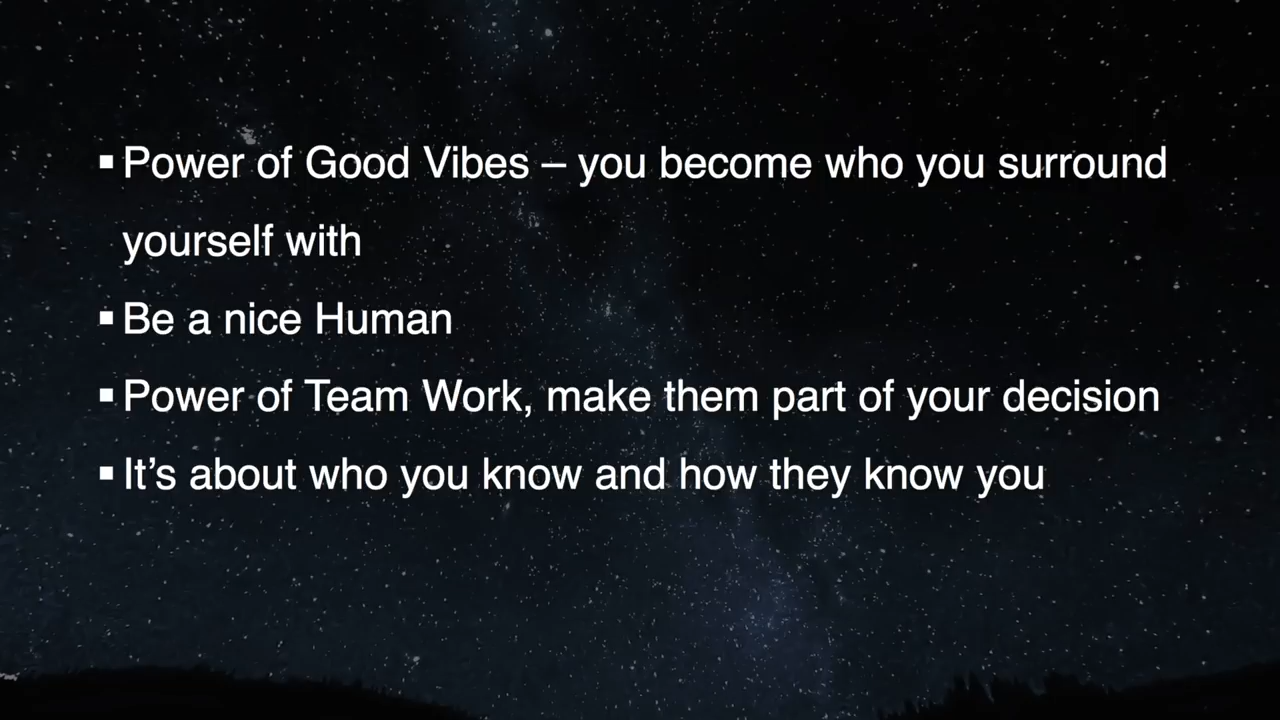 ▪ Power of Good Vibes – you become who you surround
yourself with
▪ Be a nice Human
▪ Power of Team Work, make them part of your decision
▪ It’s about who you know and how they know you